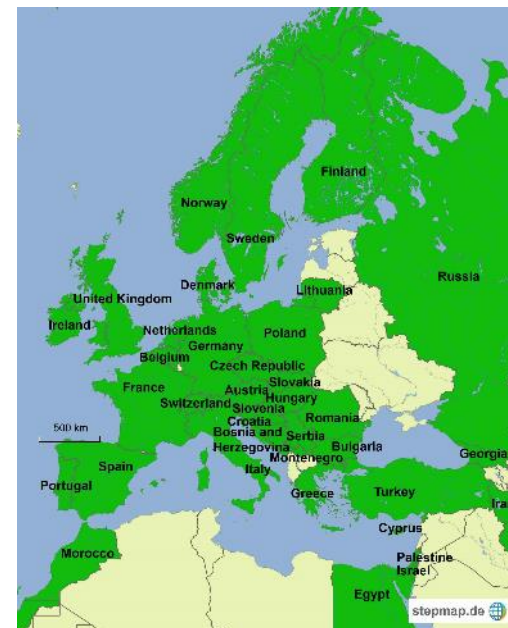 Finland
Norway
Sweden
Russia
Denmark
Lithuania
United Kingdom
Ireland
Netherlands
Poland
Germany
Belgium
Czech Republic
France
Slovakia
Austria
Hungary
Switzerland
Slovenia
Croatia
Romania
500 km
Bosnia and
Herzegovina
Serbia
Bulgaria
Montenegro
Georgia
Spain
Italy
Portugal
Greece
Turkey
Ira
Cyprus
Morocco
Palestine
Israel
Egypt
stepmap.de